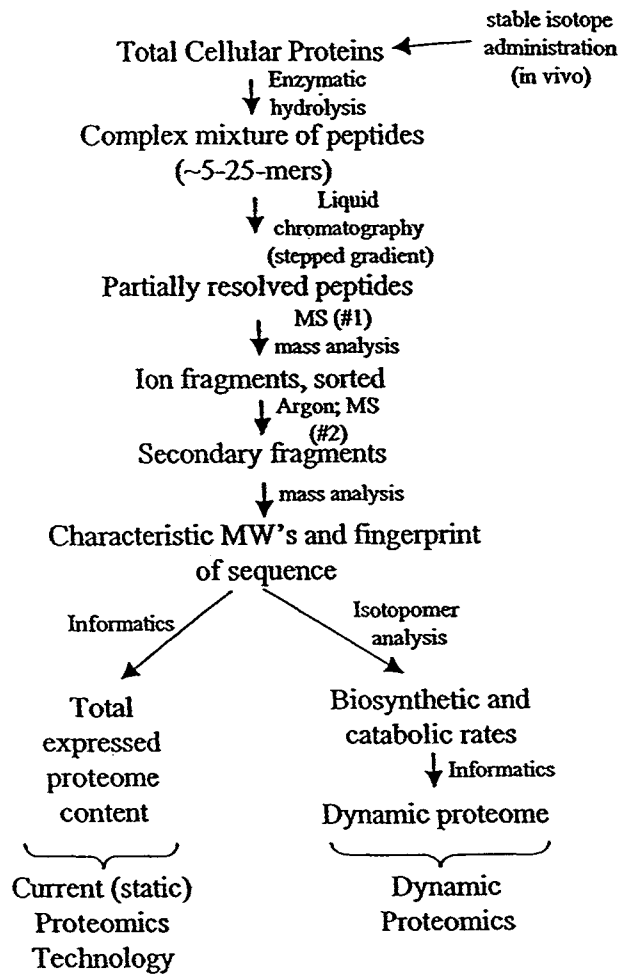 stable isotope
administration
(in vivo)
Total Cellular Proteins
Enzymatic
hydrolysis
Complex mixture of peptides
(~5-25-mers)
Liquid
chromatography
(stepped gradient)
Partially resolved peptides
MS (#1)
mass analysis
Ion fragments, sorted
Argon; MS
(#2)
Secondary fragments
mass analysis
Characteristic MW's and fingerprint
of sequence
Informatics
Isotopomer
analysis
Total
expressed
proteome
content
Biosynthetic and
catabolic rates
Informatics
Dynamic proteome
Current (static)
Proteomics
Technology
Dynamic
Proteomics